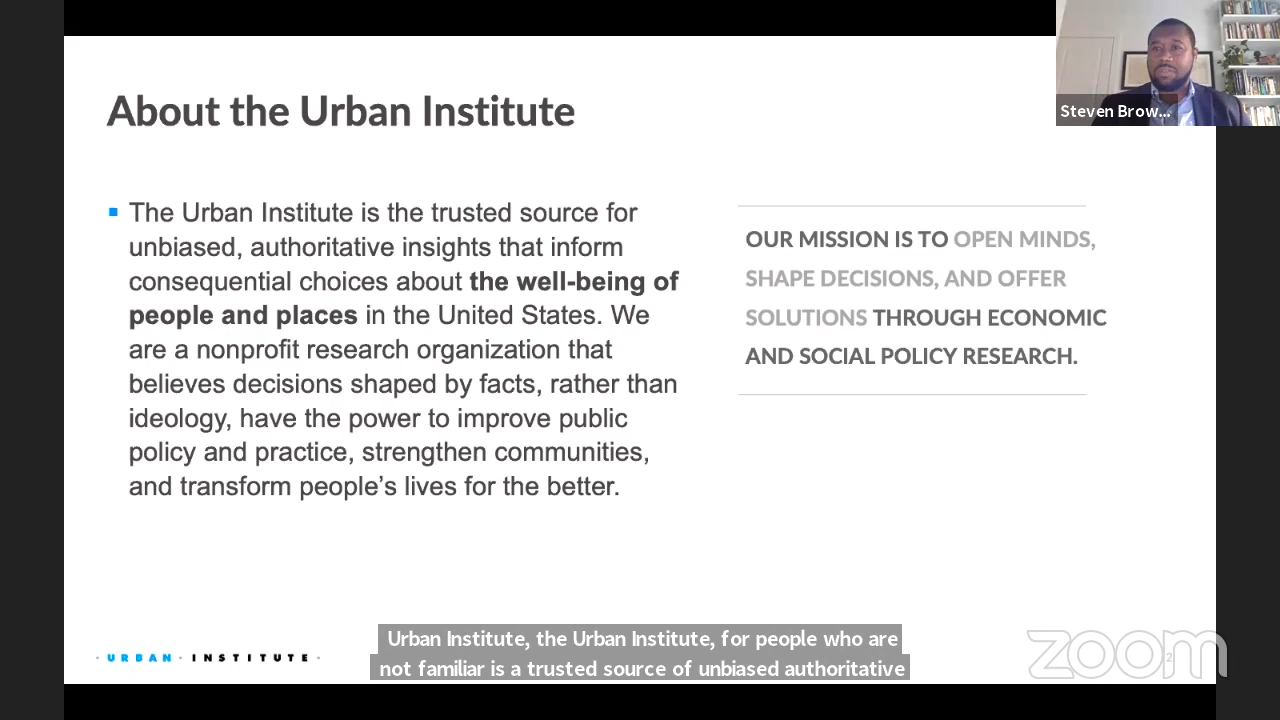 About the Urban Institute
Steven Brow...
The Urban Institute is the trusted source for
unbiased, authoritative insights that inform
consequential choices about the well-being of
people and places in the United States. We
are a nonprofit research organization that
believes decisions shaped by facts, rather than
ideology, have the power to improve public
policy and practice, strengthen communities,
and transform people’s lives for the better.
OUR MISSION IS TO OPEN MINDS,
SHAPE DECISIONS, AND OFFER
SOLUTIONS THROUGH ECONOMIC
AND SOCIAL POLICY RESEARCH.
Urban Institute, the Urban Institute, for people who are
not familiar is a trusted source of unbiased authoritative
· URBAN · INSTITUTE ·
zoom
2